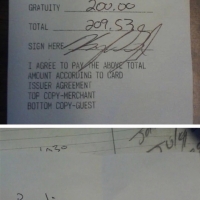 GRATUITY 200.00
TOTAL 209.53
SIGN HERE
I AGREE TO PAY THE ABOVE TOTAL
AMOUNT ACCORDING TO CARD
ISSUER AGREEMENT
TOP COPY-MERCHANT
BOTTOM COPY-GUEST